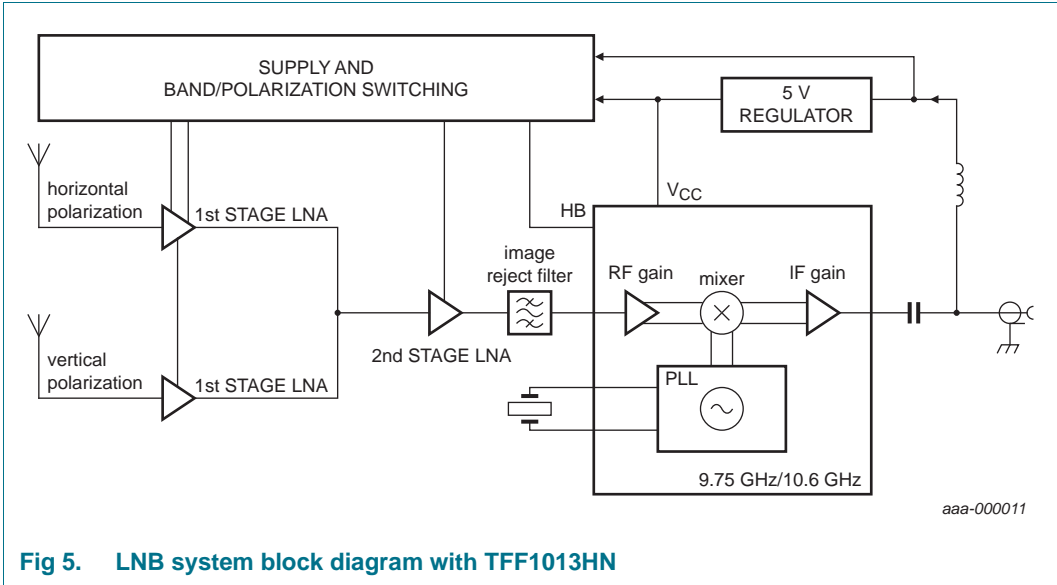 SUPPLY AND
BAND/POLARIZATION SWITCHING
5 V
REGULATOR
horizontal
polarization
1st STAGE LNA
HB
VCC
image
reject filter
RF gain
mixer
IF gain
2nd STAGE LNA
vertical
polarization
1st STAGE LNA
PLL
9.75 GHz/10.6 GHz
aaa-000011
Fig 5. LNB system block diagram with TFF1013HN